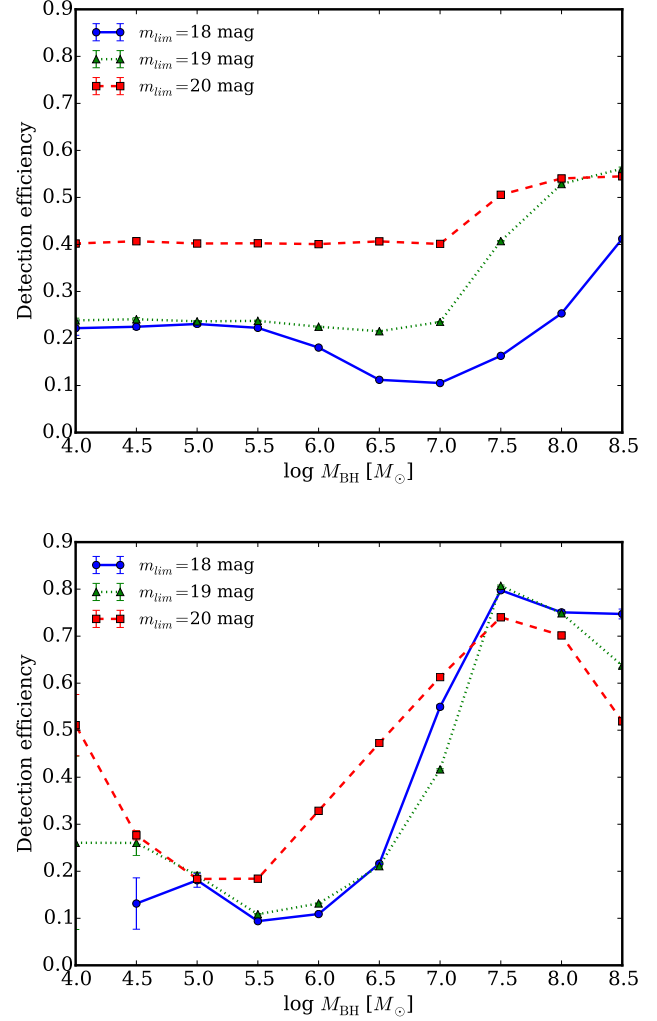 0.9
0.8
0.7
0.6
0.5
0.4
0.3
0.2
0.1
0.0
Detection efficiency
m_lim=18 mag
m_lim=19 mag
m_lim=20 mag
4.0 4.5 5.0 5.5 6.0 6.5 7.0 7.5 8.0 8.5
log M_BH [M_⊙]
0.9
0.8
0.7
0.6
0.5
0.4
0.3
0.2
0.1
0.0
Detection efficiency
m_lim=18 mag
m_lim=19 mag
m_lim=20 mag
4.0 4.5 5.0 5.5 6.0 6.5 7.0 7.5 8.0 8.5
log M_BH [M_⊙]